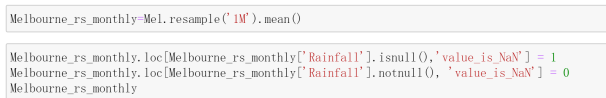 Melbourne_rs_monthly=Mel.resample('1M').mean()
Melbourne_rs_monthly.loc[Melbourne_rs_monthly['Rainfall'].isnull(),'value_is_NaN'] = 1
Melbourne_rs_monthly.loc[Melbourne_rs_monthly['Rainfall'].notnull(), 'value_is_NaN'] = 0
Melbourne_rs_monthly